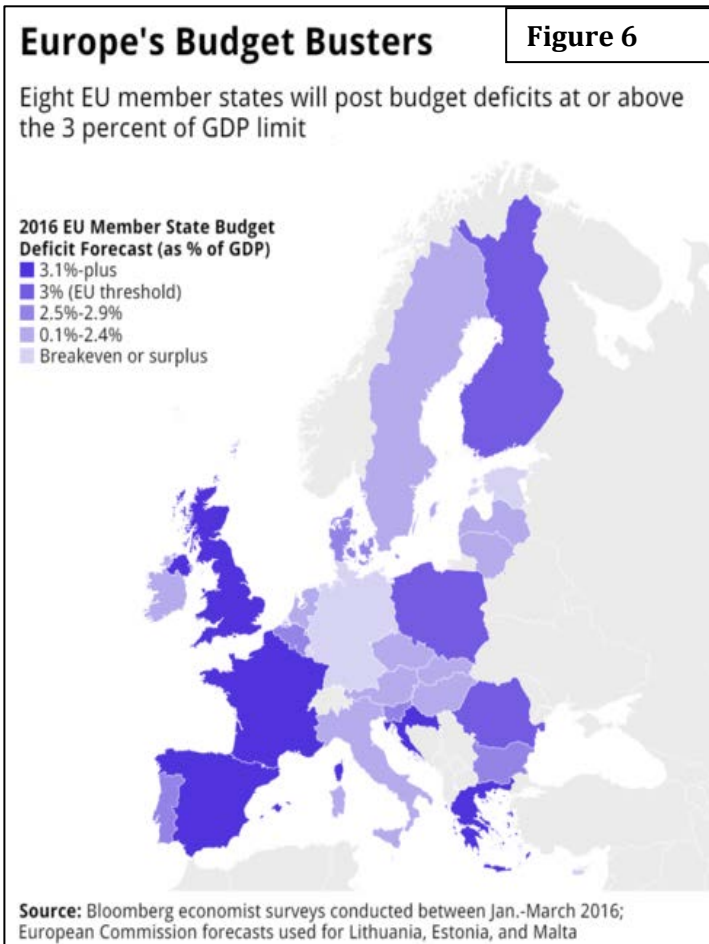 Europe's Budget Busters
Figure 6
Eight EU member states will post budget deficits at or above
the 3 percent of GDP limit
2016 EU Member State Budget
Deficit Forecast (as % of GDP)
3.1%-plus
3% (EU threshold)
2.5%-2.9%
0.1%-2.4%
Breakeven or surplus
Source: Bloomberg economist surveys conducted between Jan.-March 2016;
European Commission forecasts used for Lithuania, Estonia, and Malta